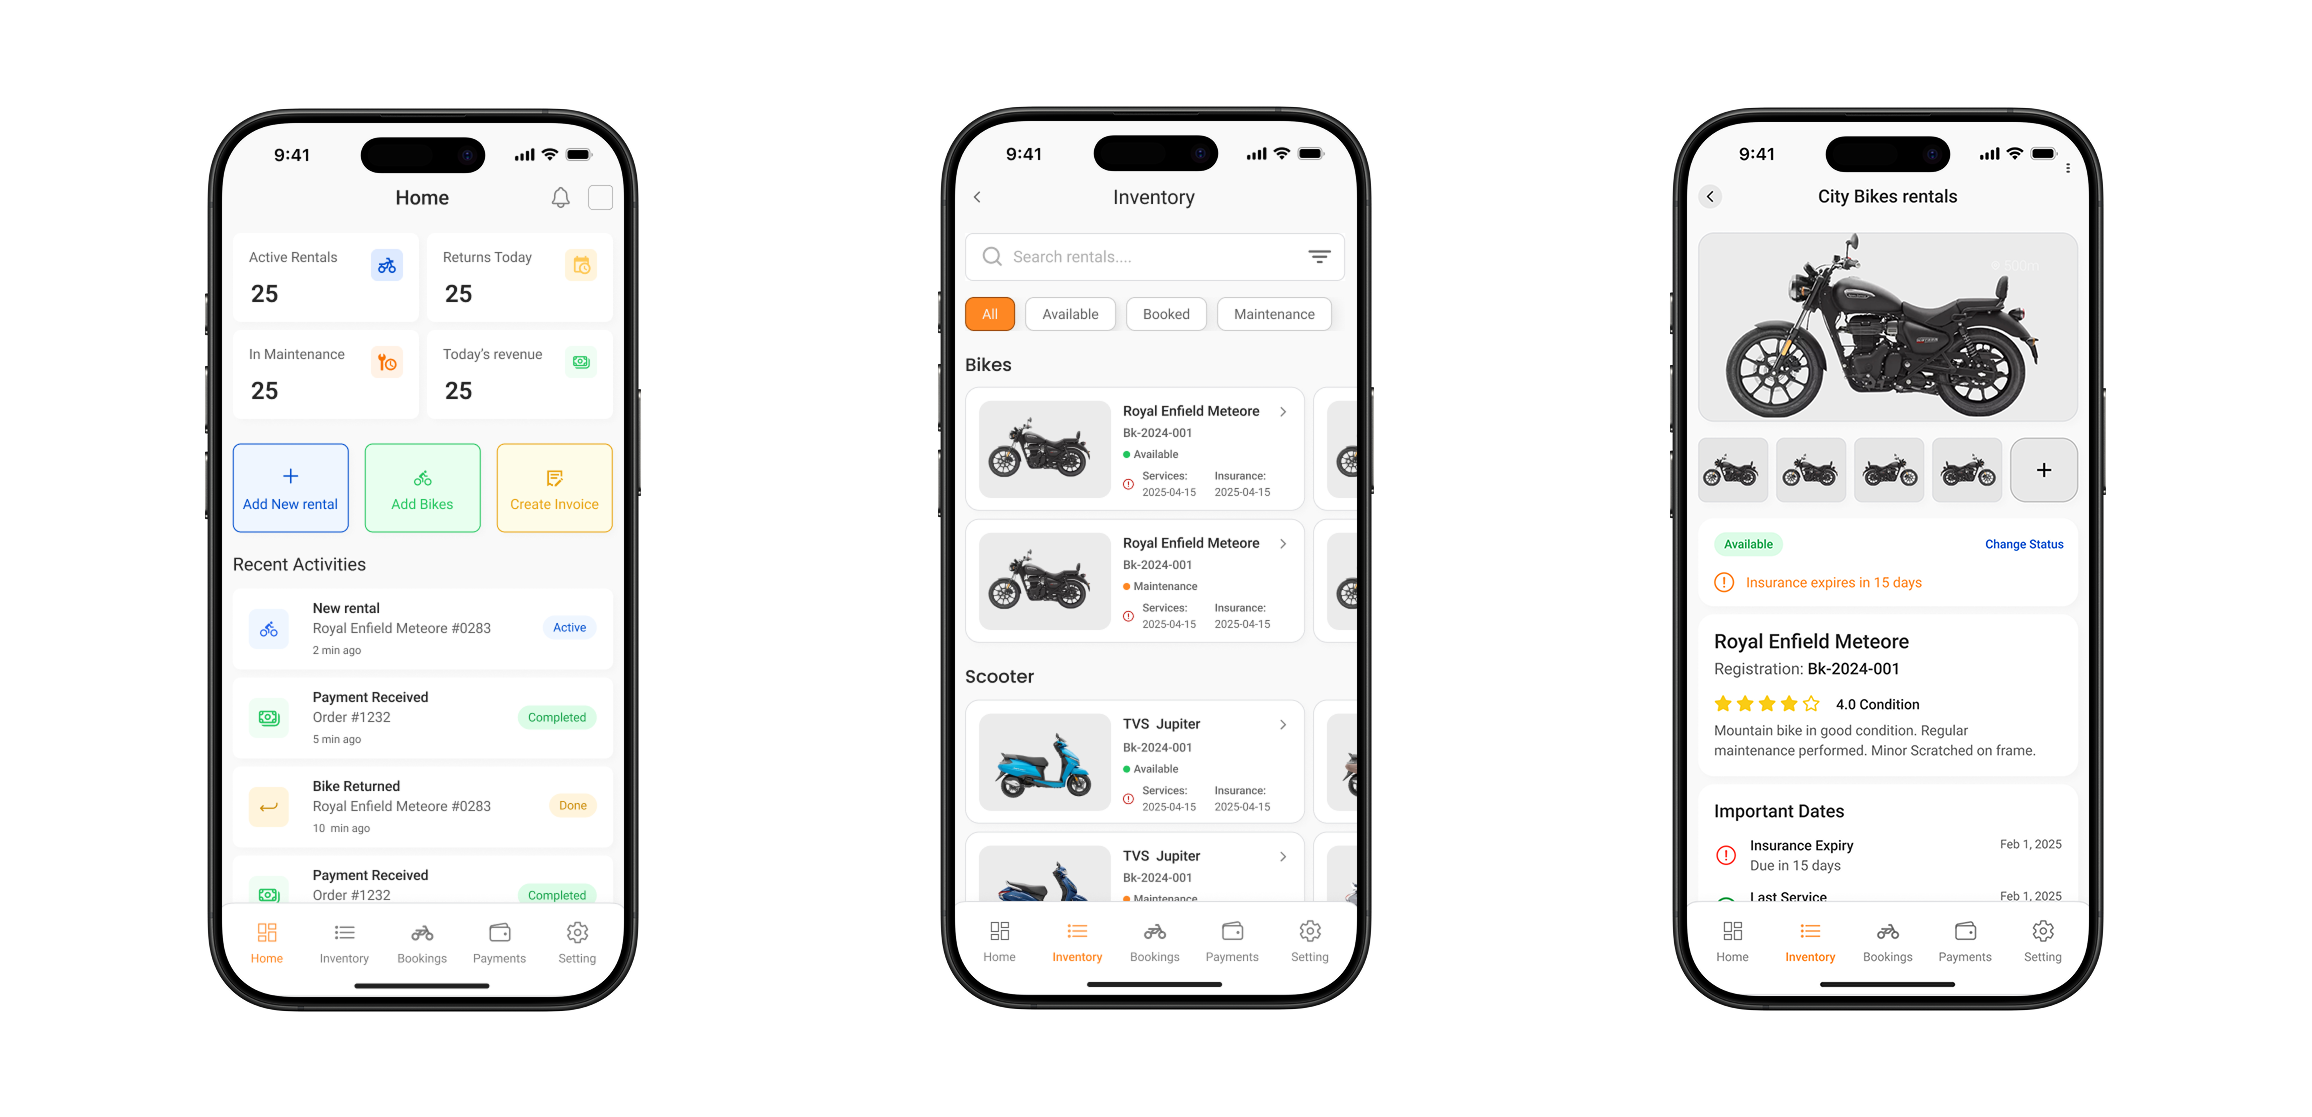 9:41
Home
Active Rentals
25
Returns Today
25
In Maintenance
25
Today's revenue
25
Add New rental
Add Bikes
Create Invoice
Recent Activities
New rental
Royal Enfield Meteore #0283
2 min ago
Active
Payment Received
Order #1232
5 min ago
Completed
Bike Returned
Royal Enfield Meteore #0283
10 min ago
Done
Payment Received
Order #1232
Completed
Home
Inventory
Bookings
Payments
Setting
9:41
Inventory
Search rentals....
All
Available
Booked
Maintenance
Bikes
Royal Enfield Meteore
Bk-2024-001
Available
Services:
2025-04-15
Insurance:
2025-04-15
Royal Enfield Meteore
Bk-2024-001
Maintenance
Services:
2025-04-15
Insurance:
2025-04-15
Scooter
TVS Jupiter
Bk-2024-001
Available
Services:
2025-04-15
Insurance:
2025-04-15
TVS Jupiter
Bk-2024-001
Maintenance
Home
Inventory
Bookings
Payments
Setting
9:41
City Bikes rentals
500m
Available
Change Status
Insurance expires in 15 days
Royal Enfield Meteore
Registration: Bk-2024-001
4.0 Condition
Mountain bike in good condition. Regular
maintenance performed. Minor Scratched on frame.
Important Dates
Insurance Expiry
Due in 15 days
Feb 1, 2025
Last Service
Feb 1, 2025
Home
Inventory
Bookings
Payments
Setting